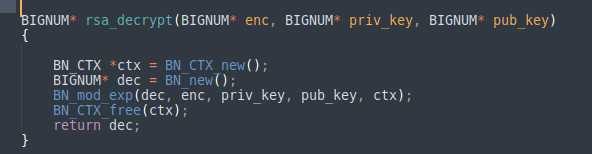 BIGNUM* rsa_decrypt(BIGNUM* enc, BIGNUM* priv_key, BIGNUM* pub_key)
{
BN_CTX *ctx = BN_CTX_new();
BIGNUM* dec = BN_new();
BN_mod_exp(dec, enc, priv_key, pub_key, ctx);
BN_CTX_free(ctx);
return dec;
}